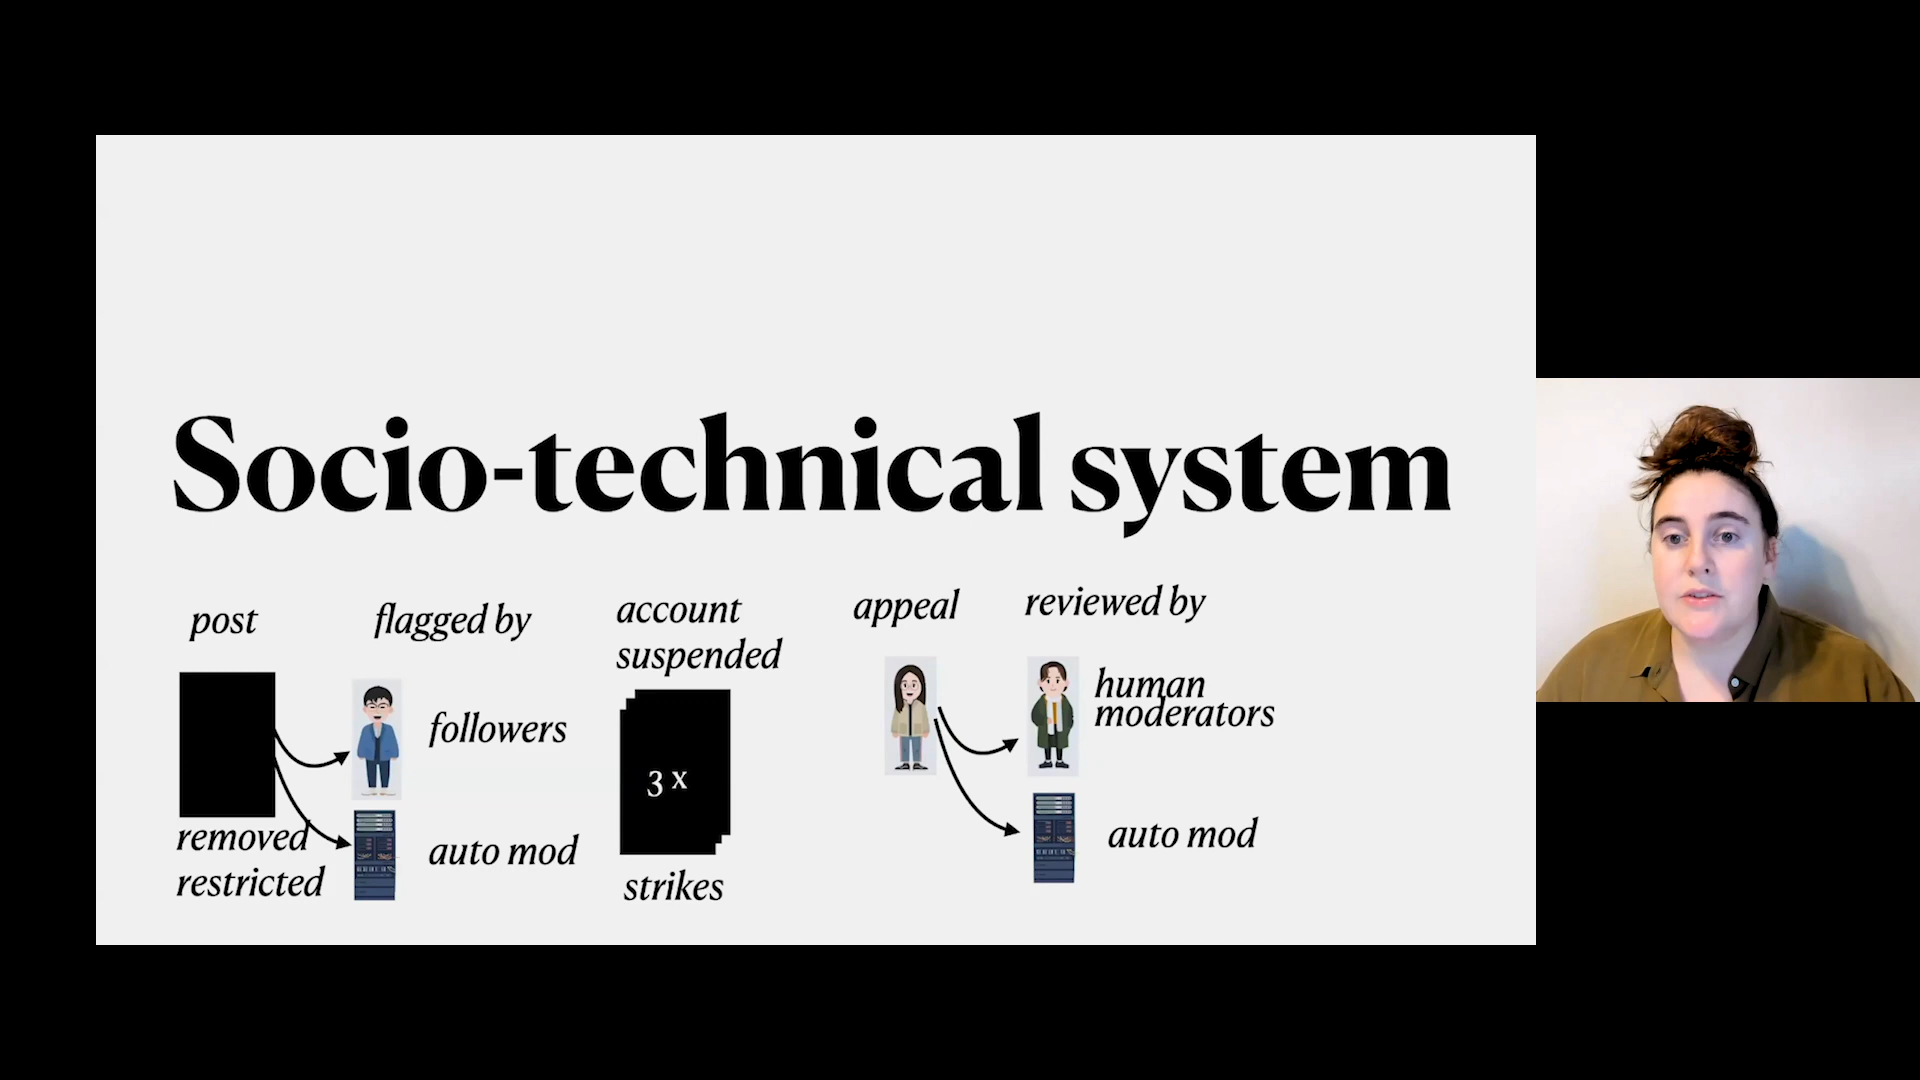 Socio-technical system
post
removed
restricted
flagged by
followers
auto mod
account
suspended
3 x
strikes
appeal
reviewed by
human
moderators
auto mod